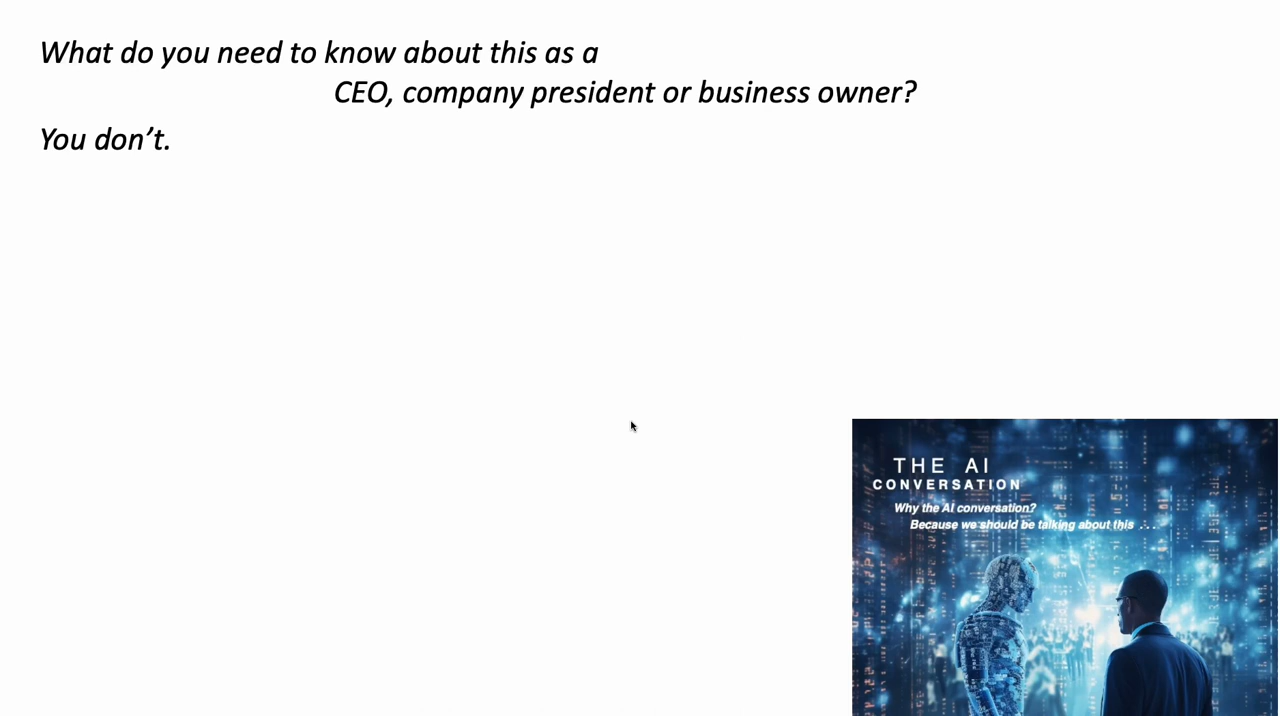 What do you need to know about this as a
CEO, company president or business owner?
You don’t.
THE AI
CONVERSATION
Why the AI conversation?
Because we should be talking about this . . .